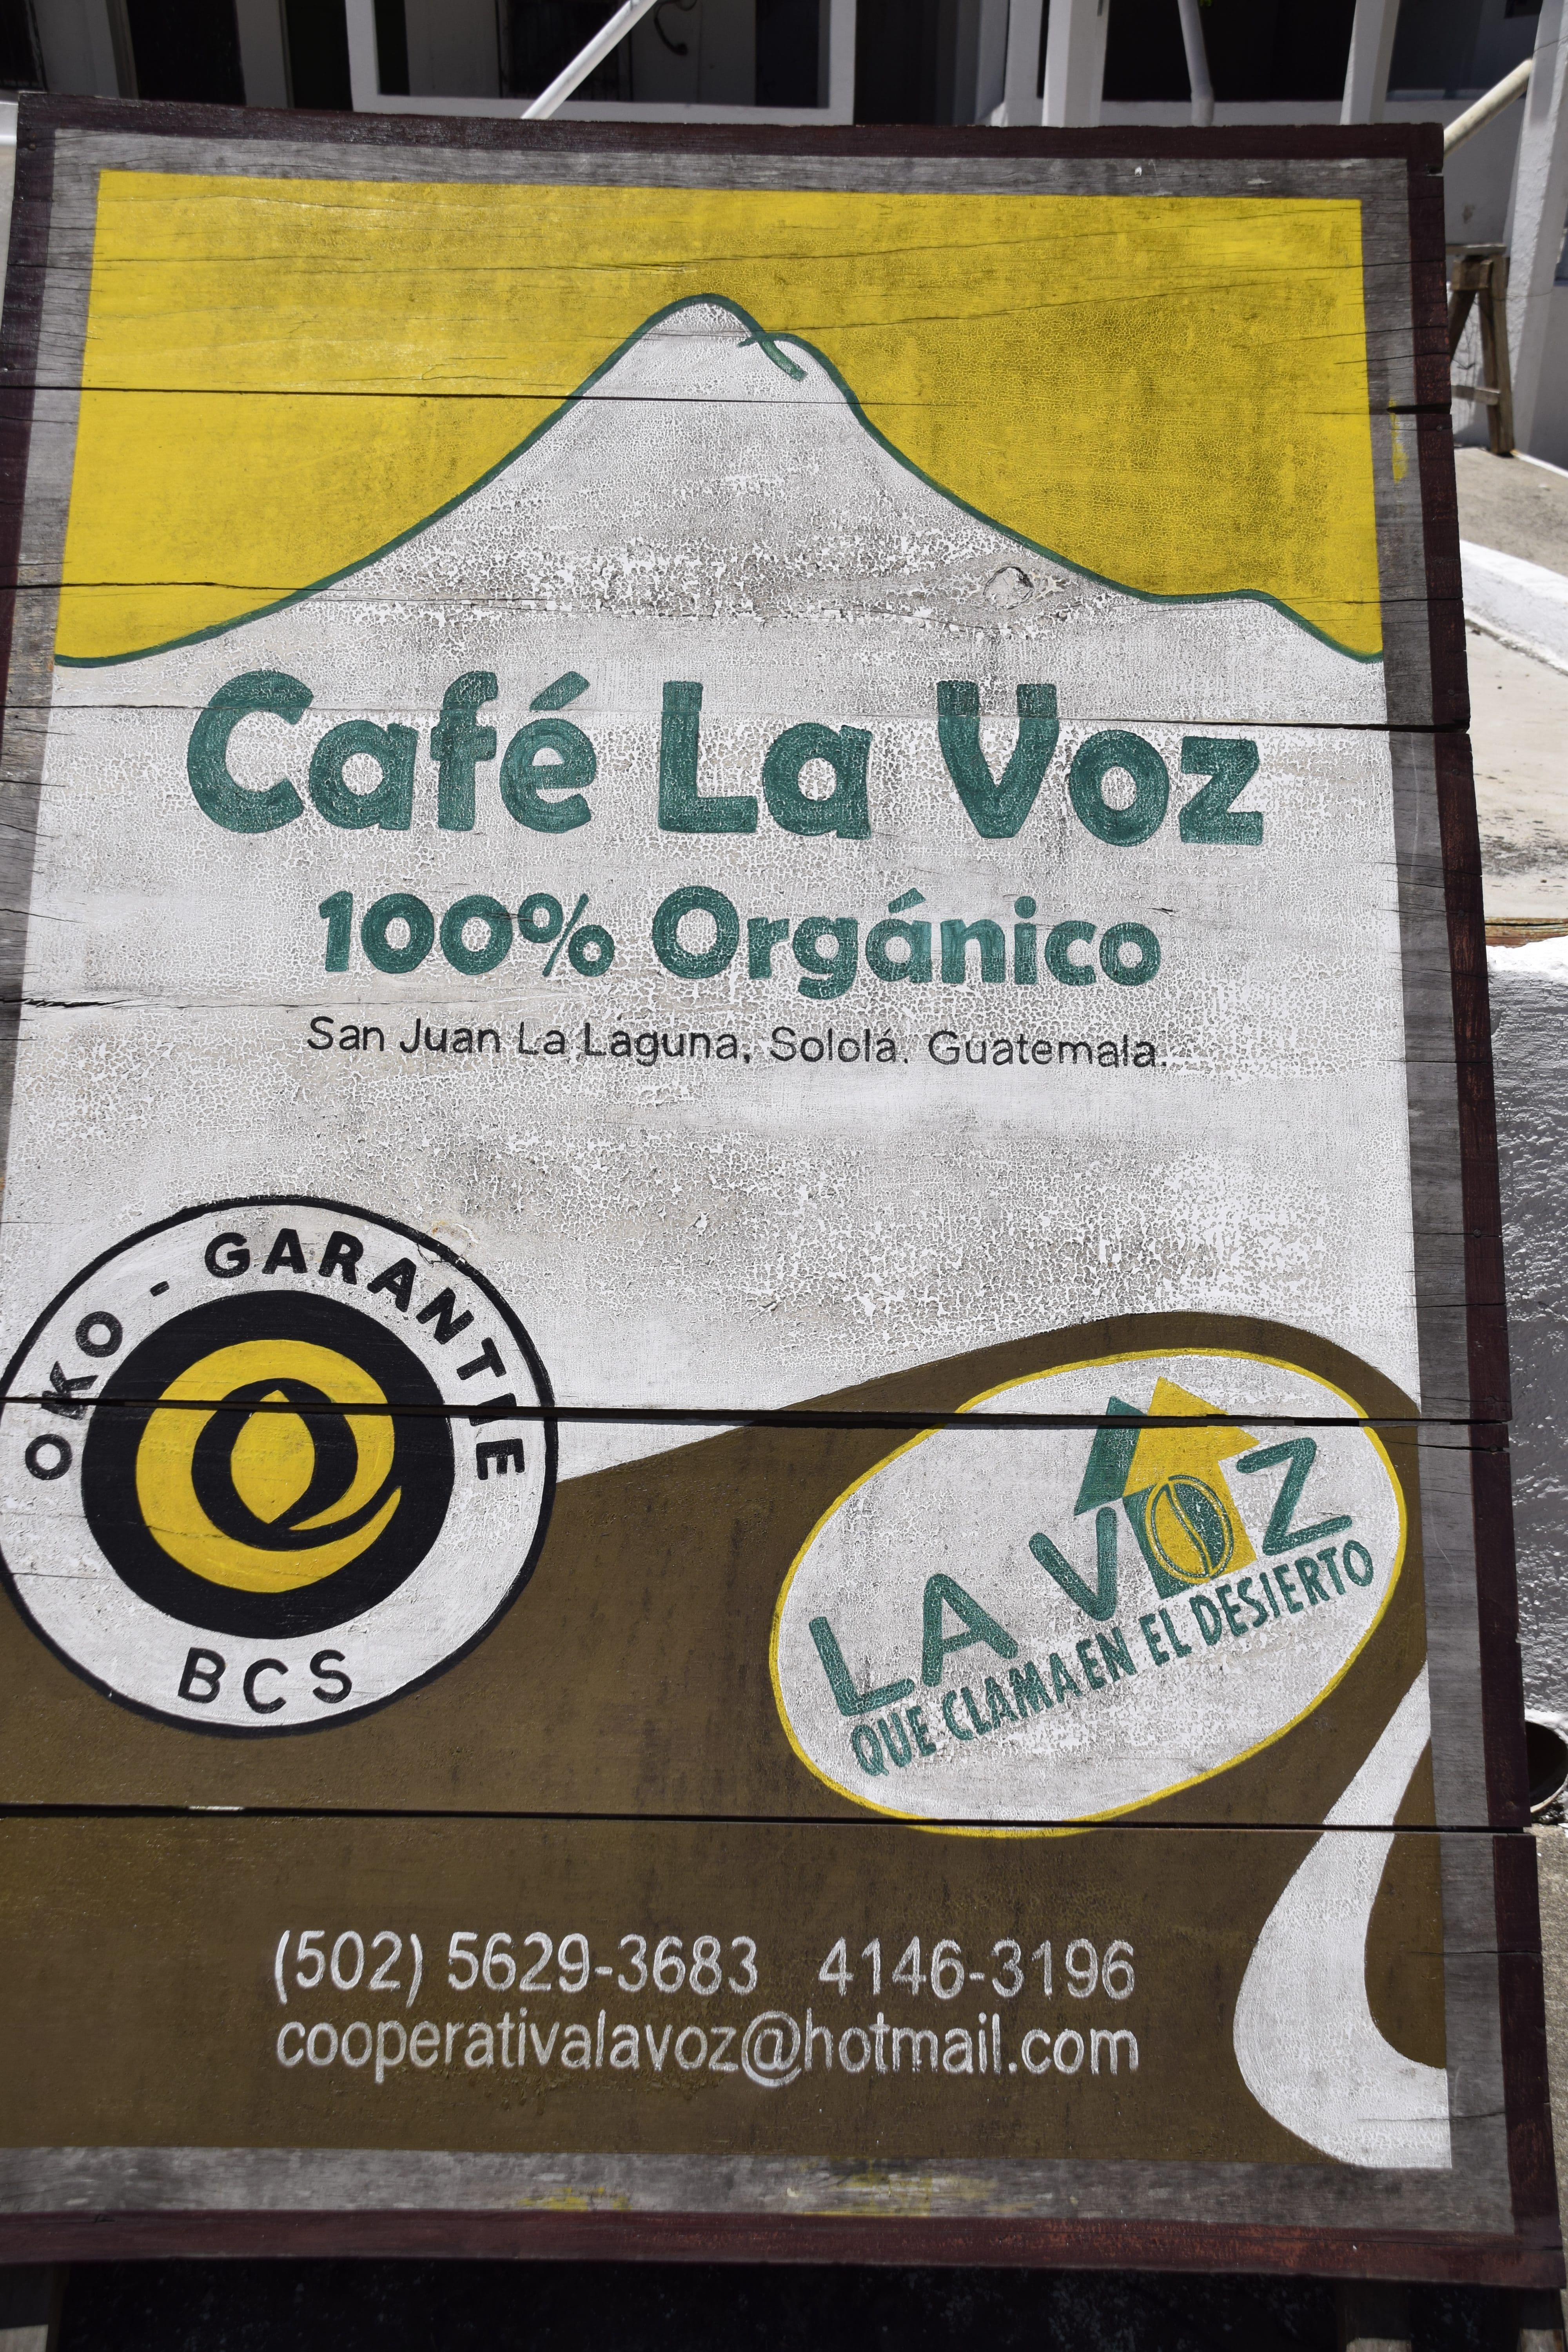 Café La Voz
100% Orgánico
San Juan La Laguna, Sololá. Guatemala.
OKO - GARANTIE
BCS
LA VOZ
QUE CLAMA EN EL DESIERTO
(502) 5629-3683 4146-3196
cooperativalavoz@hotmail.com